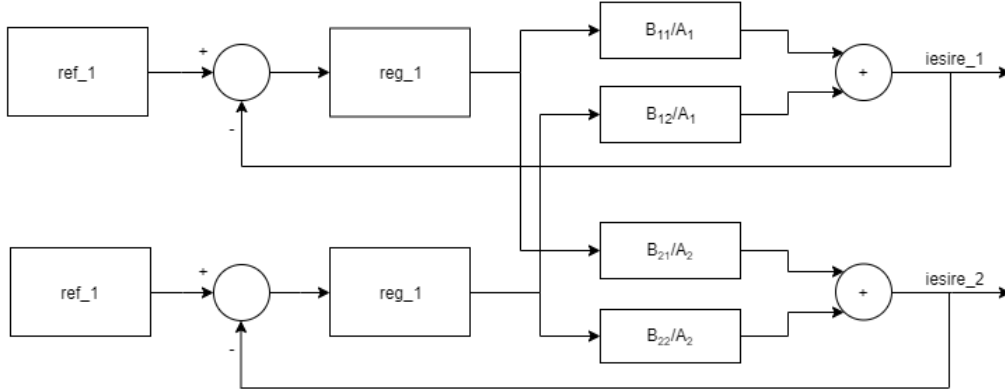 B₁₁/A₁
+
ref_1
reg_1
+
iesire_1
B₁₂/A₁
-
B₂₁/A₂
+
ref_1
reg_1
+
iesire_2
B₂₂/A₂
-